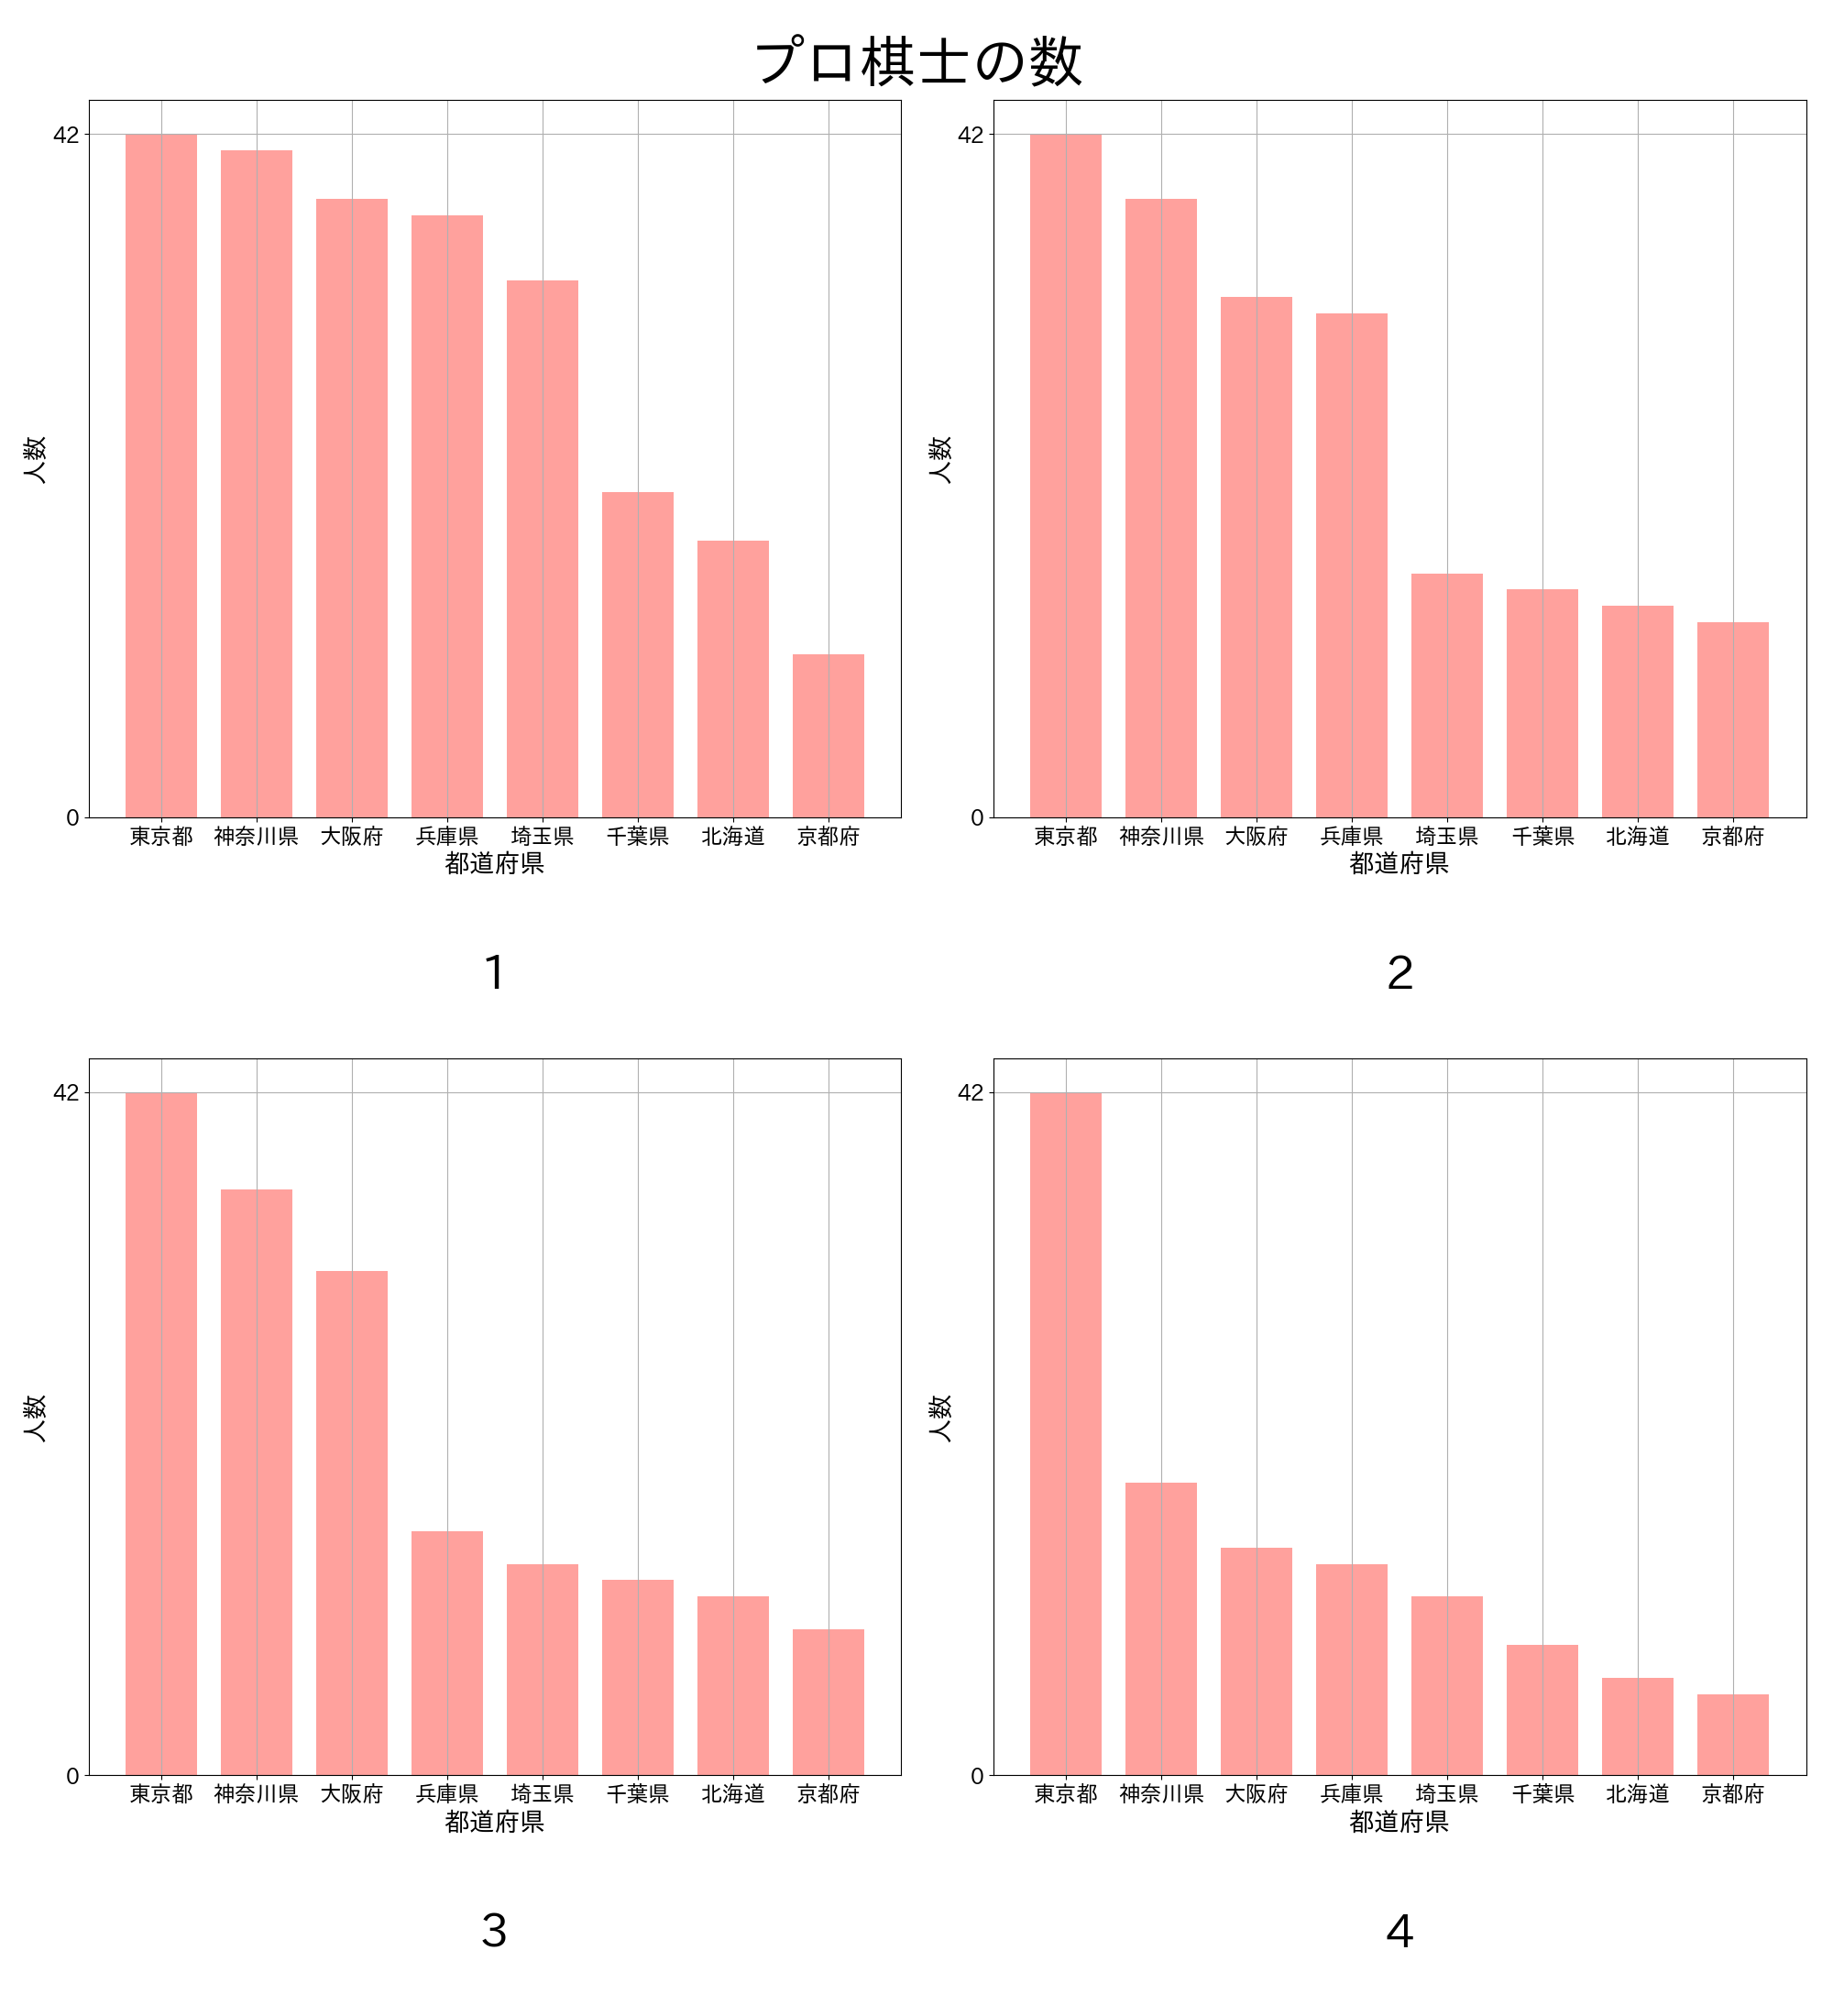 プロ棋士の数
42
0
人数
東京都 神奈川県 大阪府 兵庫県 埼玉県 千葉県 北海道 京都府
都道府県
1
42
0
人数
東京都 神奈川県 大阪府 兵庫県 埼玉県 千葉県 北海道 京都府
都道府県
2
42
0
人数
東京都 神奈川県 大阪府 兵庫県 埼玉県 千葉県 北海道 京都府
都道府県
3
42
0
人数
東京都 神奈川県 大阪府 兵庫県 埼玉県 千葉県 北海道 京都府
都道府県
4